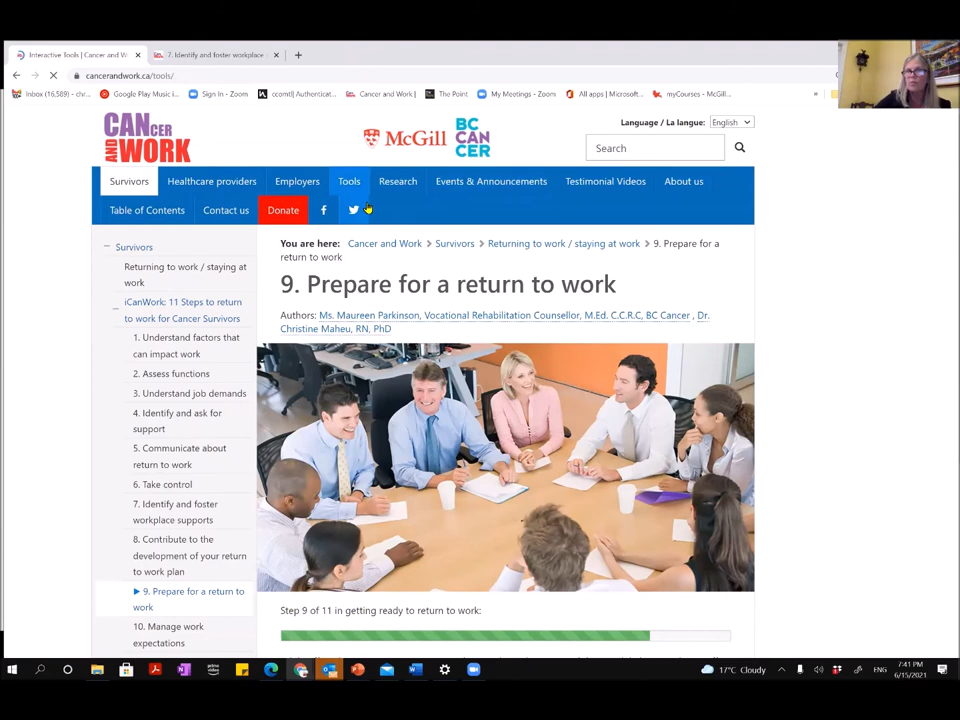 Interactive Tools | Cancer and W
7. Identify and foster workplace
cancerandwork.ca/tools/
Inbox (16,589) - chr...
Google Play Music i...
Sign In - Zoom
ccomtl| Authenticat...
Cancer and Work |
The Point
My Meetings - Zoom
All apps | Microsoft...
myCourses - McGill...
»
CANcer
AND WORK
McGill
BC
CAN
CER
Language / La langue: English
Search
Survivors Healthcare providers Employers Tools Research Events & Announcements Testimonial Videos About us
Table of Contents Contact us Donate
Survivors
Returning to work / staying at
work
iCanWork: 11 Steps to return
to work for Cancer Survivors
1. Understand factors that
can impact work
2. Assess functions
3. Understand job demands
4. Identify and ask for
support
5. Communicate about
return to work
6. Take control
7. Identify and foster
workplace supports
8. Contribute to the
development of your return
to work plan
9. Prepare for a return to
work
10. Manage work
expectations
You are here: Cancer and Work > Survivors > Returning to work / staying at work > 9. Prepare for a
return to work
9. Prepare for a return to work
Authors: Ms. Maureen Parkinson, Vocational Rehabilitation Counsellor, M.Ed. C.C.R.C, BC Cancer , Dr.
Christine Maheu, RN, PhD
Step 9 of 11 in getting ready to return to work:
prime
video
17°C Cloudy
ENG
7:41 PM
6/15/2021